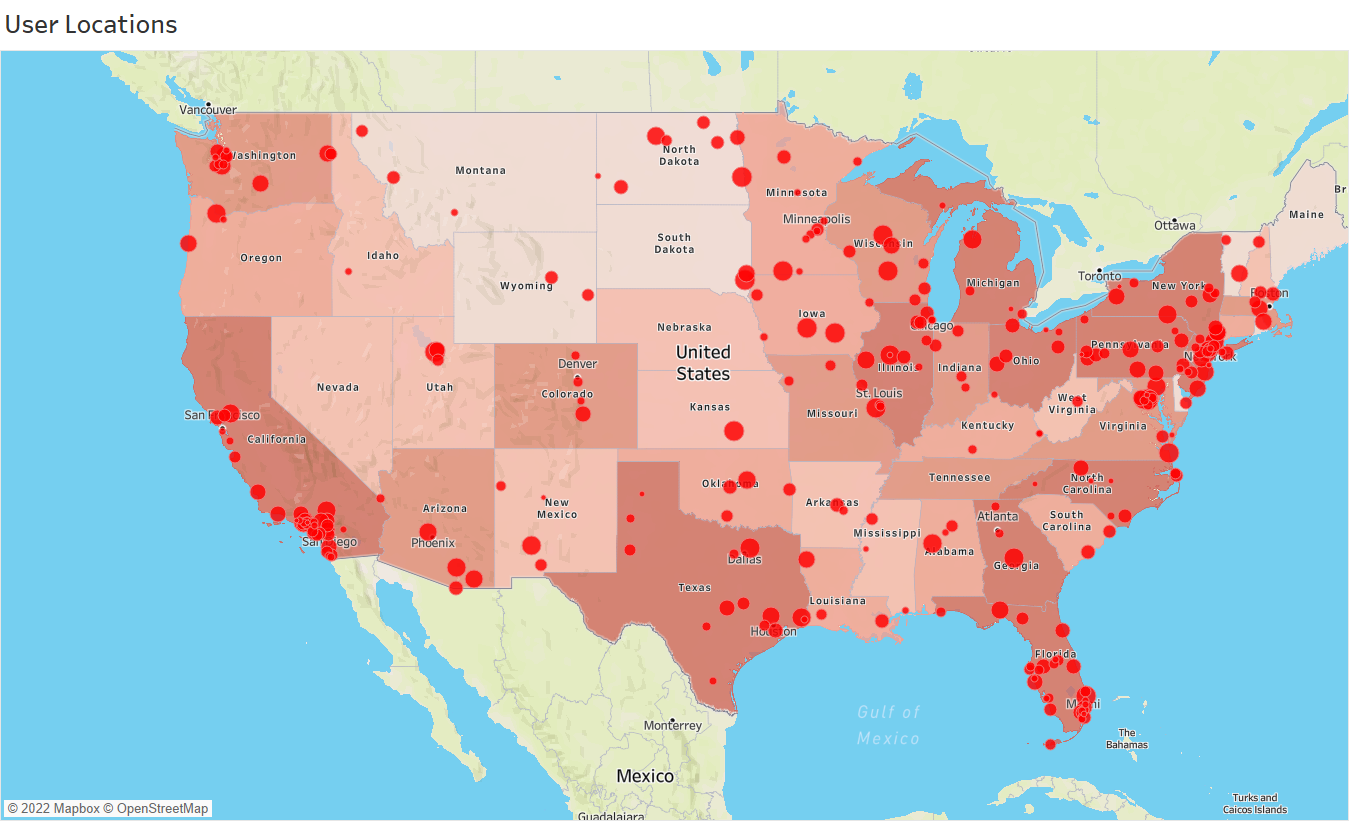 User Locations
Vancouver
Washington
Montana
North
Dakota
Minnesota
Minneapolis
Wisconsin
Michigan
Ottawa
Toronto
Maine
Br
Oregon
Idaho
Wyoming
South
Dakota
Iowa
Chicago
New York
Boston
Nebraska
United
States
Nevada
Utah
Denver
Colorado
Kansas
Missouri
St. Louis
Illinois
Indiana
Ohio
Pennsylvania
New York
West
Virginia
Virginia
Kentucky
San Francisco
California
San Diego
Arizona
Phoenix
New
Mexico
Oklahoma
Arkansas
Tennessee
North
Carolina
South
Carolina
Atlanta
Georgia
Alabama
Mississippi
Louisiana
Texas
Dallas
Houston
Florida
Miami
Gulf of
Mexico
Monterrey
Mexico
Guadalajara
The
Bahamas
Turks and
Caicos Islands
© 2022 Mapbox © OpenStreetMap